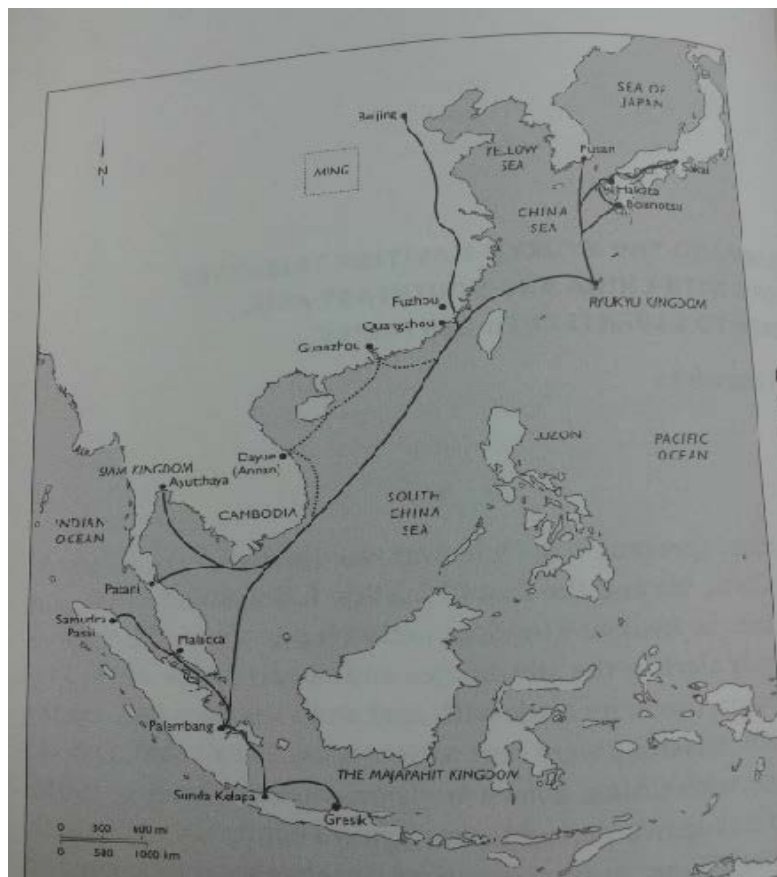 SEA OF
JAPAN
Beijing
YELLOW
SEA
Pusan
Sakai
MING
N
Hakata
Bojnotsu
CHINA
SEA
RYUKYU KINGDOM
Fuzhou
Quangzhou
Guanzhou
LUZON
PACIFIC
OCEAN
Dayue
(Annan)
SIAM KINGDOM
Ayutthaya
CAMBODIA
SOUTH
CHINA
SEA
INDIAN
OCEAN
Patani
Samudra
Pasai
Malacca
Palembang
THE MAJAPAHIT KINGDOM
Sunda Kelapa
Gresik
0 300 600 mi
0 500 1000 km